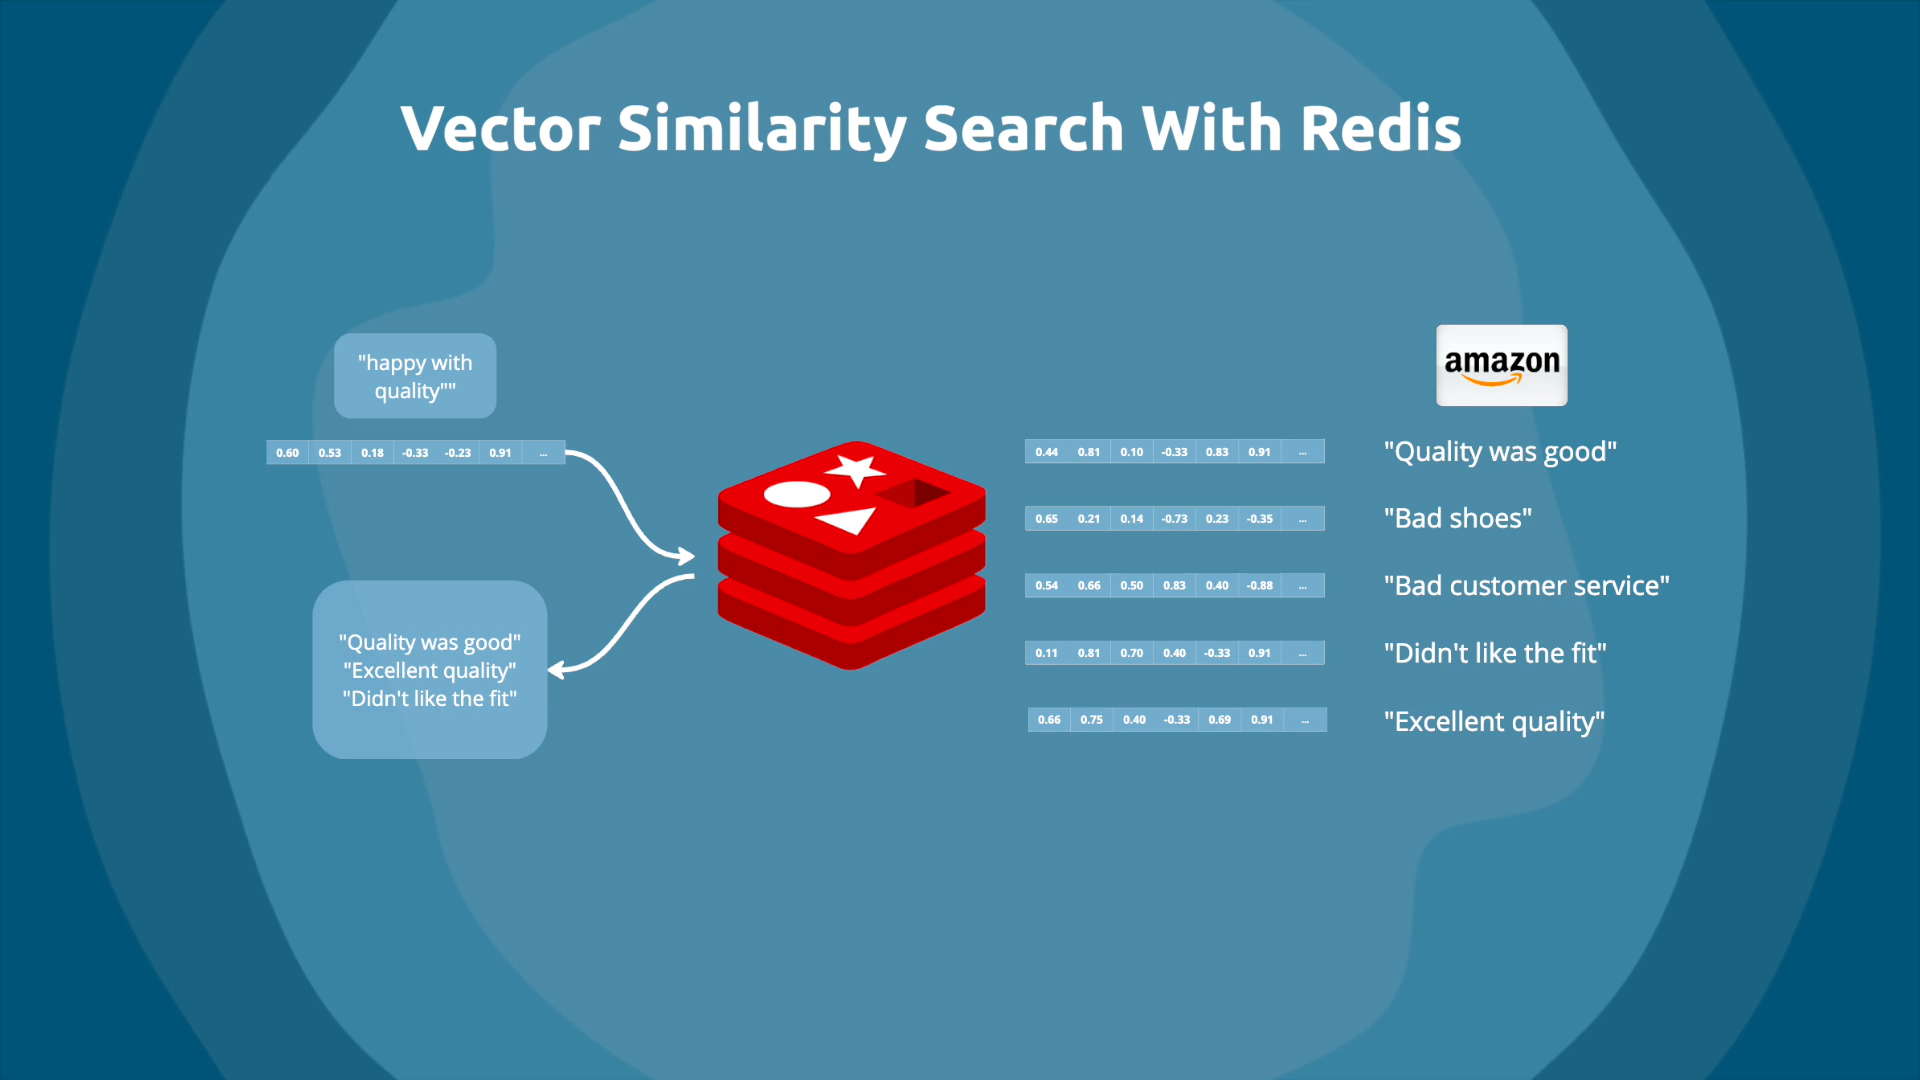 Vector Similarity Search With Redis
"happy with
quality""
0.60 0.53 0.18 -0.33 -0.23 0.91 ...
"Quality was good"
"Excellent quality"
"Didn't like the fit"
amazon
0.44 0.81 0.10 -0.33 0.83 0.91 ... "Quality was good"
0.65 0.21 0.14 -0.73 0.23 -0.35 ... "Bad shoes"
0.54 0.66 0.50 0.83 0.40 -0.88 ... "Bad customer service"
0.11 0.81 0.70 0.40 -0.33 0.91 ... "Didn't like the fit"
0.66 0.75 0.40 -0.33 0.69 0.91 ... "Excellent quality"